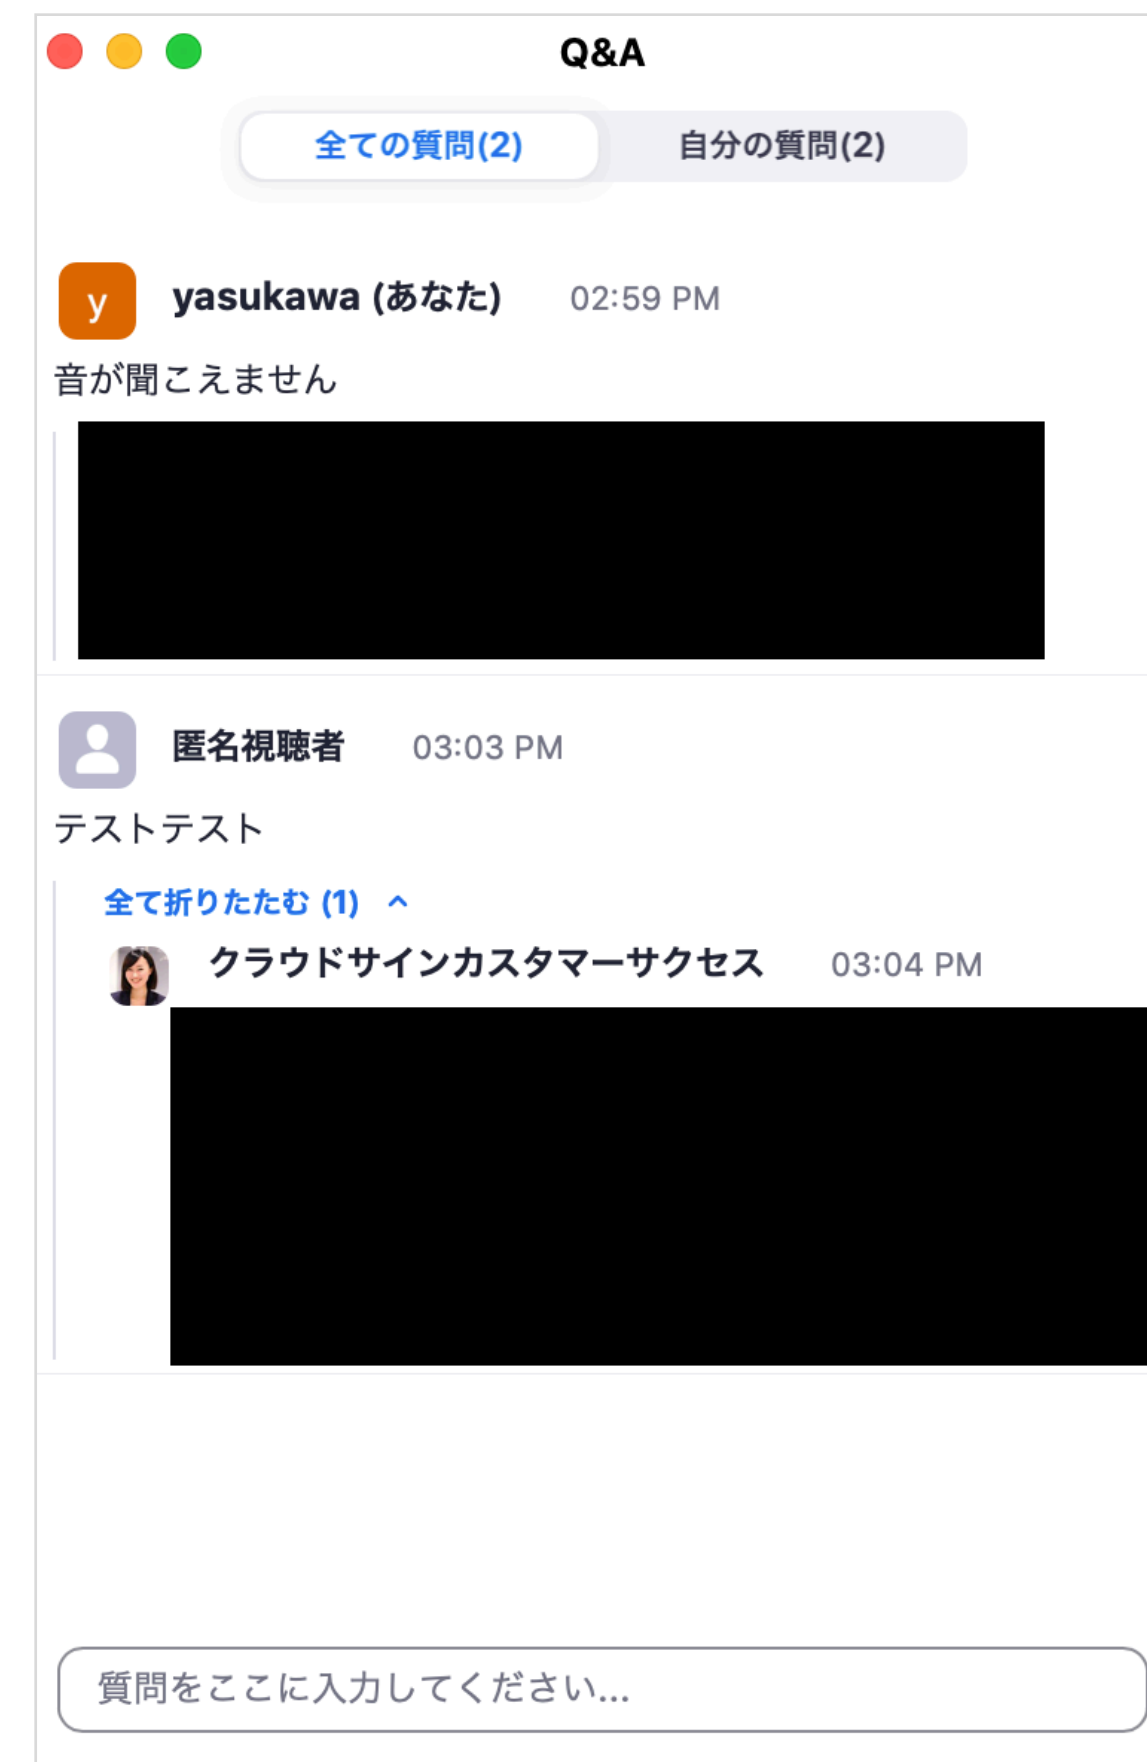 Q&A
全ての質問(2)
自分の質問(2)
y
yasukawa (あなた) 02:59 PM
音が聞こえません
匿名視聴者 03:03 PM
テストテスト
全て折りたたむ (1)
クラウドサインカスタマーサクセス 03:04 PM
質問をここに入力してください...